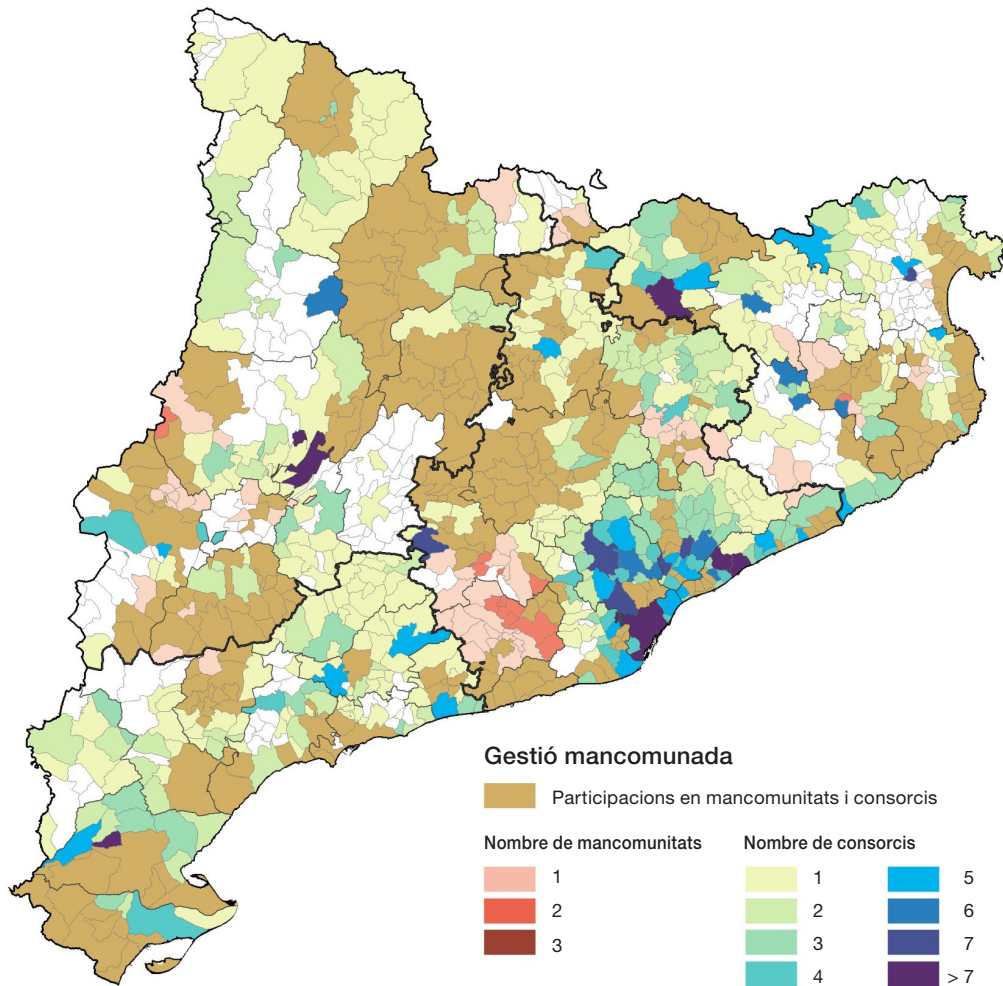 Gestió mancomunada
Participacions en mancomunitats i consorcis
Nombre de mancomunitats
1
2
3
Nombre de consorcis
1
2
3
4
5
6
7
> 7